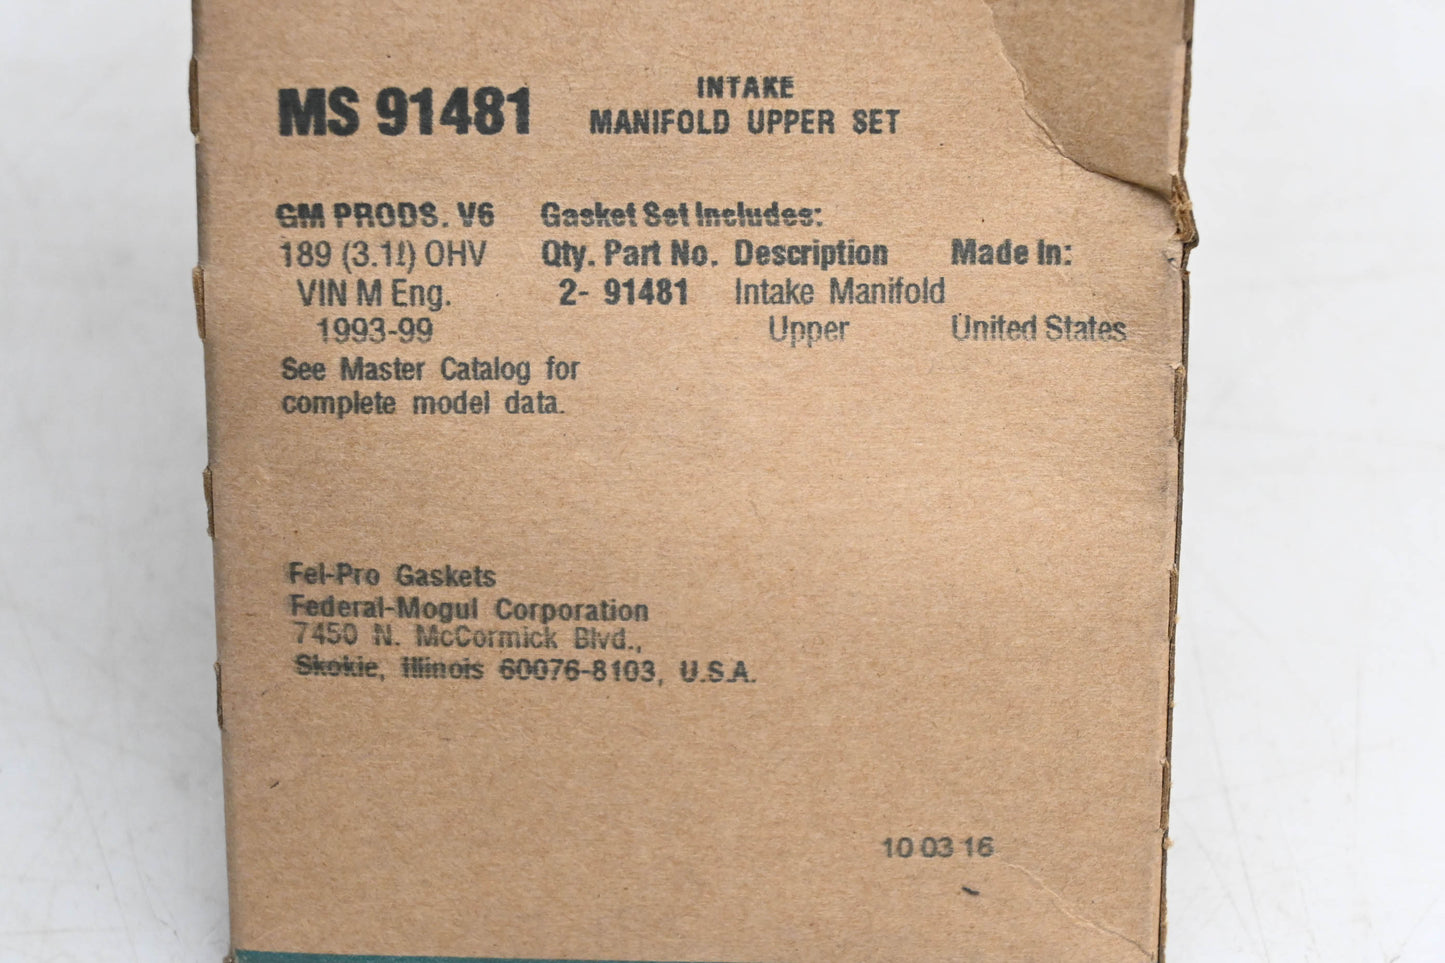 MS 91481
INTAKE
MANIFOLD UPPER SET
GM PRODS. V6
189 (3.1ℓ) OHV
VIN M Eng.
1993-99
See Master Catalog for
complete model data.
Gasket Set Includes:
Qty. Part No. Description Made In:
2- 91481 Intake Manifold
Upper United States
Fel-Pro Gaskets
Federal-Mogul Corporation
7450 N. McCormick Blvd.,
Skokie, Illinois 60076-8103, U.S.A.
10 03 16